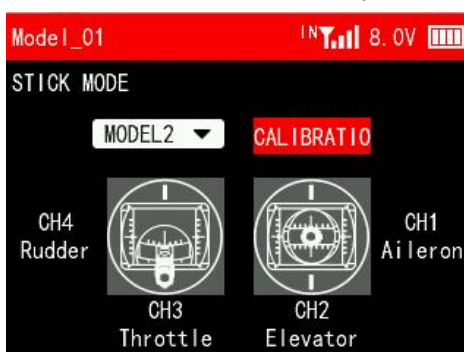 Model_01 IN 8.0V
STICK MODE
MODEL2 CALIBRATIO
CH4 CH1
Rudder Aileron
CH3 CH2
Throttle Elevator